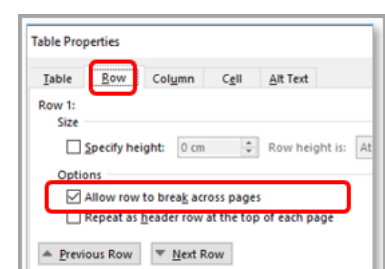 Table Properties
Table Row Column Cell Alt Text
Row 1:
Size
Specify height: 0 cm Row height is: At
Options
Allow row to break across pages
Repeat as header row at the top of each page
Previous Row Next Row